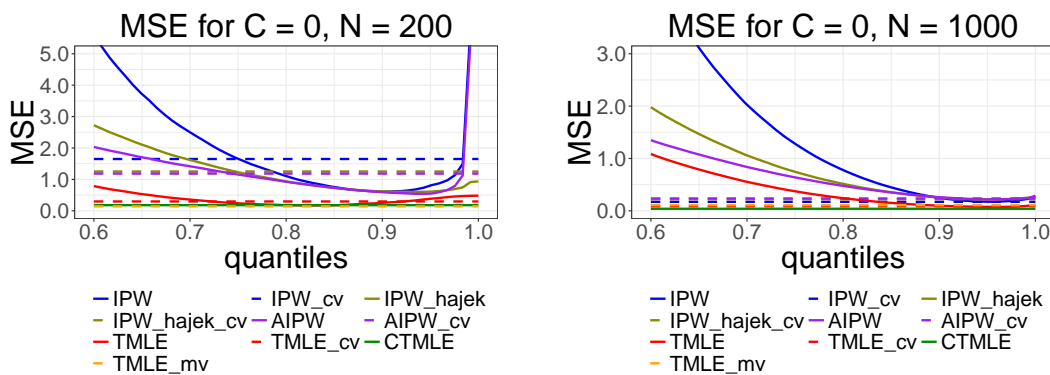 MSE for C = 0, N = 200
5.0
4.0
3.0
2.0
1.0
0.0
MSE
0.6
0.7
0.8
0.9
1.0
quantiles
IPW
IPW_cv
IPW_hajek
IPW_hajek_cv
AIPW
AIPW_cv
TMLE
TMLE_cv
CTMLE
TMLE_mv
MSE for C = 0, N = 1000
3.0
2.0
1.0
0.0
MSE
0.6
0.7
0.8
0.9
1.0
quantiles
IPW
IPW_cv
IPW_hajek
IPW_hajek_cv
AIPW
AIPW_cv
TMLE
TMLE_cv
CTMLE
TMLE_mv